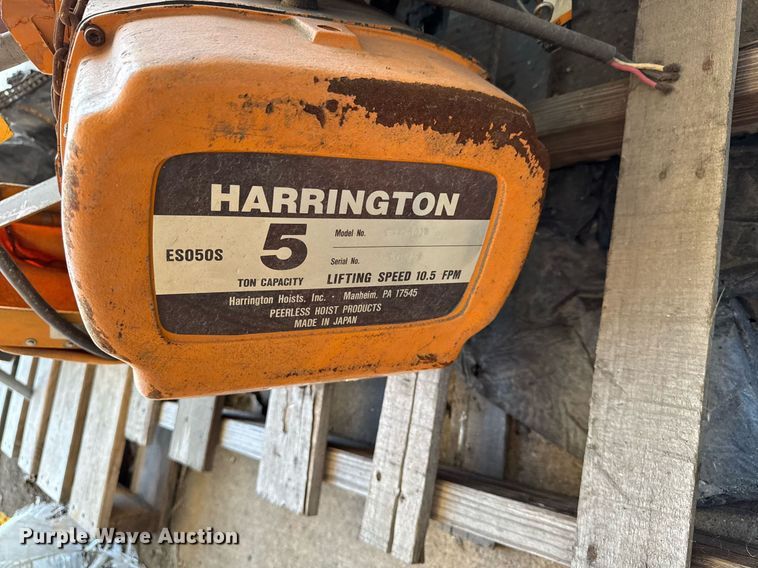 HARRINGTON
ES050S
5
TON CAPACITY
Model No.
Serial No.
LIFTING SPEED 10.5 FPM
Harrington Hoists, Inc. · Manheim, PA 17545
PEERLESS HOIST PRODUCTS
MADE IN JAPAN
Purple Wave Auction